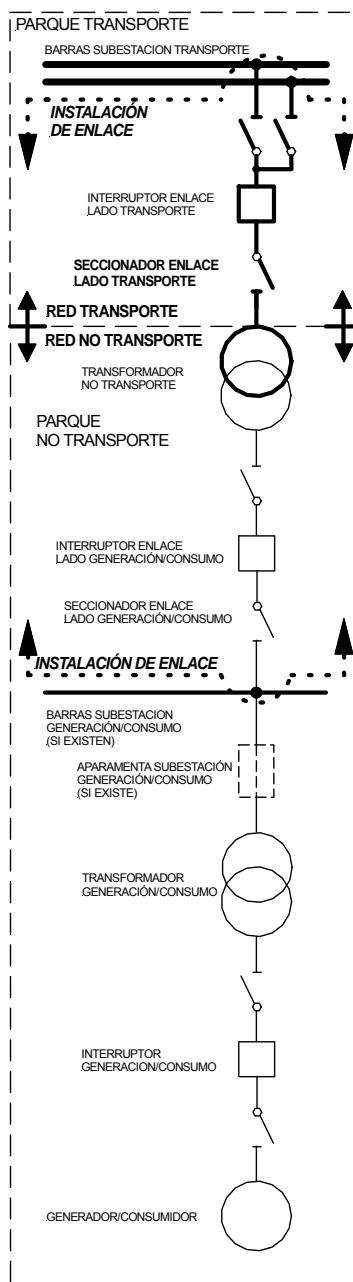 PARQUE TRANSPORTE
BARRAS SUBESTACION TRANSPORTE
INSTALACIÓN
DE ENLACE
INTERRUPTOR ENLACE
LADO TRANSPORTE
SECCIONADOR ENLACE
LADO TRANSPORTE
RED TRANSPORTE
RED NO TRANSPORTE
TRANSFORMADOR
NO TRANSPORTE
PARQUE
NO TRANSPORTE
INTERRUPTOR ENLACE
LADO GENERACIÓN/CONSUMO
SECCIONADOR ENLACE
LADO GENERACIÓN/CONSUMO
INSTALACIÓN DE ENLACE
BARRAS SUBESTACION
GENERACIÓN/CONSUMO
(SI EXISTEN)
APARAMENTA SUBESTACIÓN
GENERACIÓN/CONSUMO
(SI EXISTE)
TRANSFORMADOR
GENERACIÓN/CONSUMO
INTERRUPTOR
GENERACION/CONSUMO
GENERADOR/CONSUMIDOR